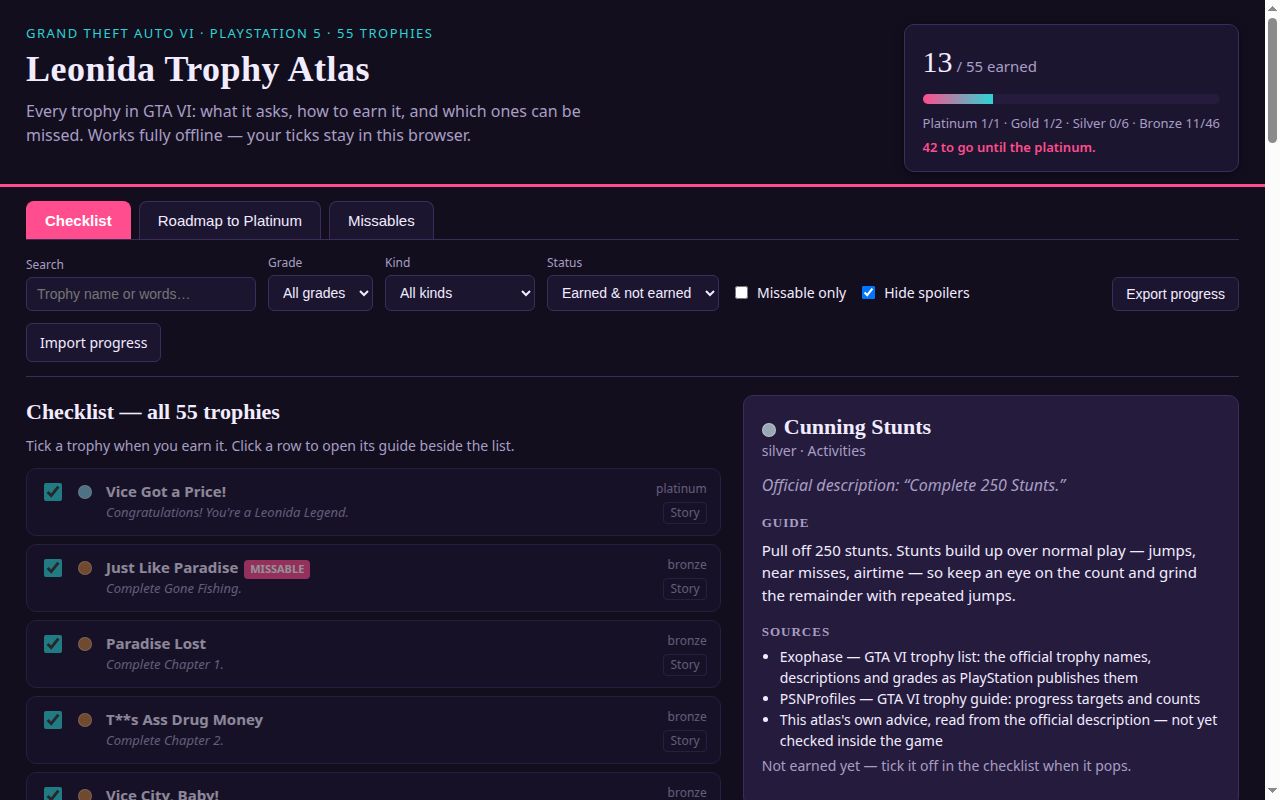 GRAND THEFT AUTO VI · PLAYSTATION 5 · 55 TROPHIES
Leonida Trophy Atlas
Every trophy in GTA VI: what it asks, how to earn it, and which ones can be
missed. Works fully offline — your ticks stay in this browser.
13 / 55 earned
Platinum 1/1 · Gold 1/2 · Silver 0/6 · Bronze 11/46
42 to go until the platinum.
Checklist
Roadmap to Platinum
Missables
Search
Grade
Kind
Status
Trophy name or words…
All grades
All kinds
Earned & not earned
Missable only
Hide spoilers
Export progress
Import progress
Checklist — all 55 trophies
Tick a trophy when you earn it. Click a row to open its guide beside the list.
Vice Got a Price!
platinum
Congratulations! You're a Leonida Legend.
Story
Just Like Paradise MISSABLE
bronze
Complete Gone Fishing.
Story
Paradise Lost
bronze
Complete Chapter 1.
Story
T**s Ass Drug Money
bronze
Complete Chapter 2.
Story
Vice City, Baby!
bronze
Cunning Stunts
silver · Activities
Official description: “Complete 250 Stunts.”
GUIDE
Pull off 250 stunts. Stunts build up over normal play — jumps,
near misses, airtime — so keep an eye on the count and grind
the remainder with repeated jumps.
SOURCES
Exophase — GTA VI trophy list: the official trophy names,
descriptions and grades as PlayStation publishes them
PSNProfiles — GTA VI trophy guide: progress targets and counts
This atlas's own advice, read from the official description — not yet
checked inside the game
Not earned yet — tick it off in the checklist when it pops.